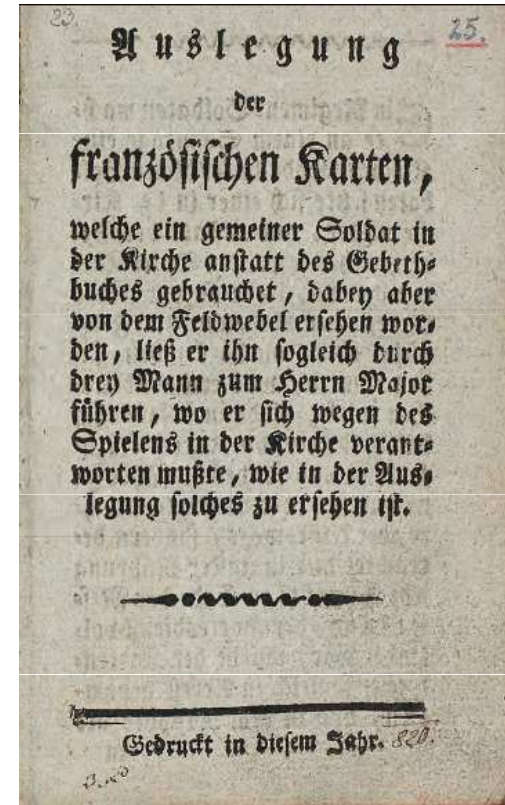 23.
25.
Auslegung
der
französischen Karten,
welche ein gemeiner Soldat in
der Kirche anstatt des Gebeth-
buches gebrauchet, dabey aber
von dem Feldwebel ersehen wor-
den, ließ er ihn sogleich durch
drey Mann zum Herrn Major
führen, wo er sich wegen des
Spielens in der Kirche verant-
worten mußte, wie in der Aus-
legung solches zu ersehen ist.
Gedruckt in diesem Jahr. 820.